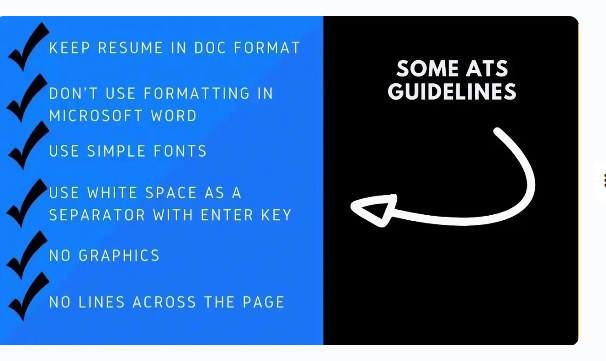 KEEP RESUME IN DOC FORMAT
DON'T USE FORMATTING IN
MICROSOFT WORD
USE SIMPLE FONTS
USE WHITE SPACE AS A
SEPARATOR WITH ENTER KEY
NO GRAPHICS
NO LINES ACROSS THE PAGE
SOME ATS
GUIDELINES